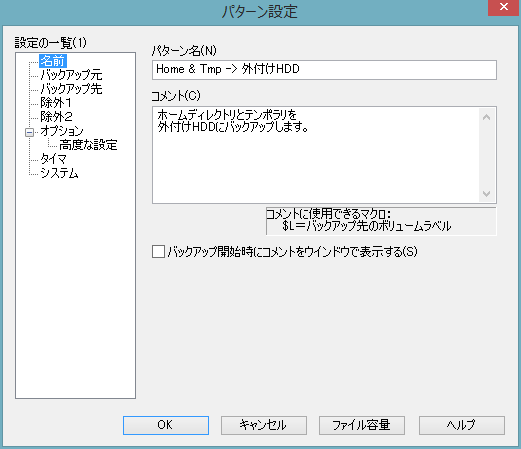 パターン設定
設定の一覧(1)
名前
バックアップ元
バックアップ先
除外1
除外2
オプション
高度な設定
タイマ
システム
パターン名(N)
Home & Tmp -> 外付けHDD
コメント(C)
ホームディレクトリとテンポラリを
外付けHDDにバックアップします。
コメントに使用できるマクロ:
$L=バックアップ先のボリュームラベル
バックアップ開始時にコメントをウインドウで表示する(S)
OK
キャンセル
ファイル容量
ヘルプ